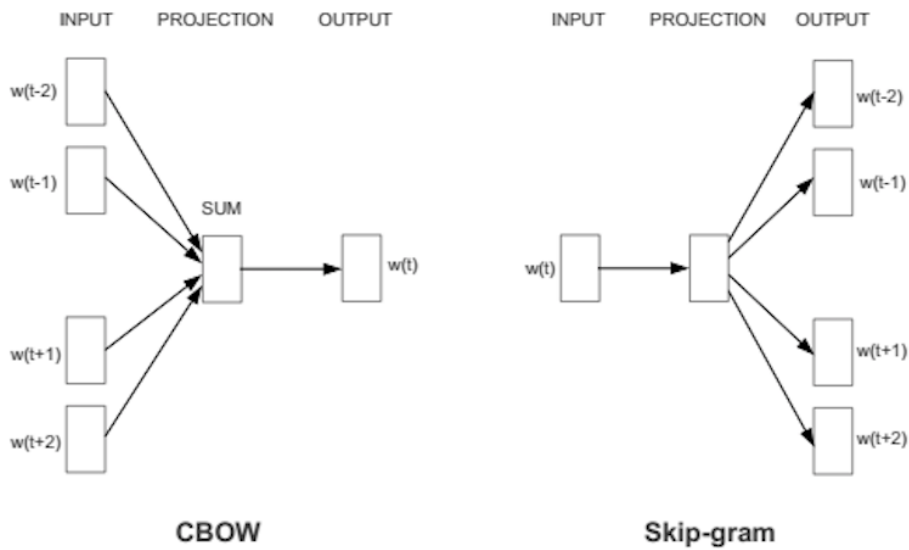 INPUT PROJECTION OUTPUT
w(t-2)
w(t-1)
SUM
w(t)
w(t+1)
w(t+2)
CBOW
INPUT PROJECTION OUTPUT
w(t-2)
w(t-1)
w(t)
w(t+1)
w(t+2)
Skip-gram